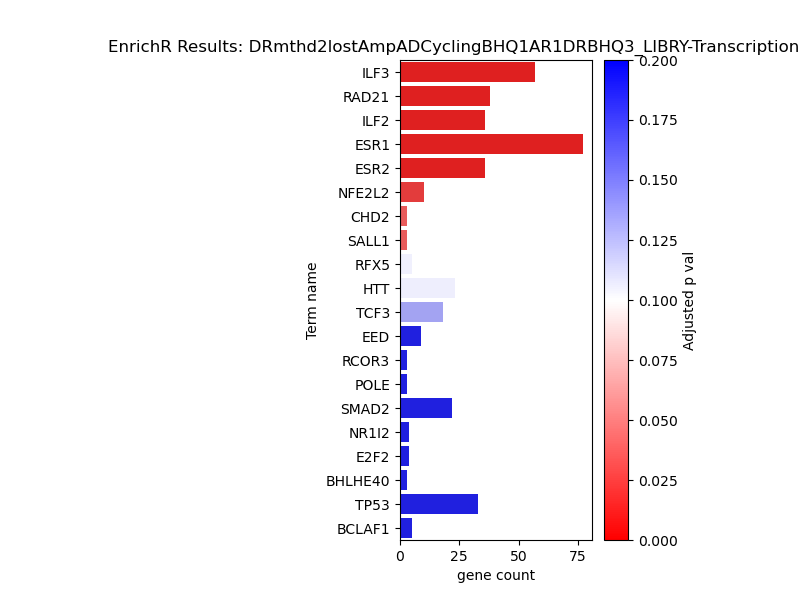 EnrichR Results: DRmthd2lostAmpADCyclingBHQ1AR1DRBHQ3_LIBRY-Transcription
ILF3
RAD21
ILF2
ESR1
ESR2
NFE2L2
CHD2
SALL1
RFX5
HTT
TCF3
EED
RCOR3
POLE
SMAD2
NR1I2
E2F2
BHLHE40
TP53
BCLAF1
Term name
0 25 50 75
gene count
0.200
0.175
0.150
0.125
0.100
0.075
0.050
0.025
0.000
Adjusted p val